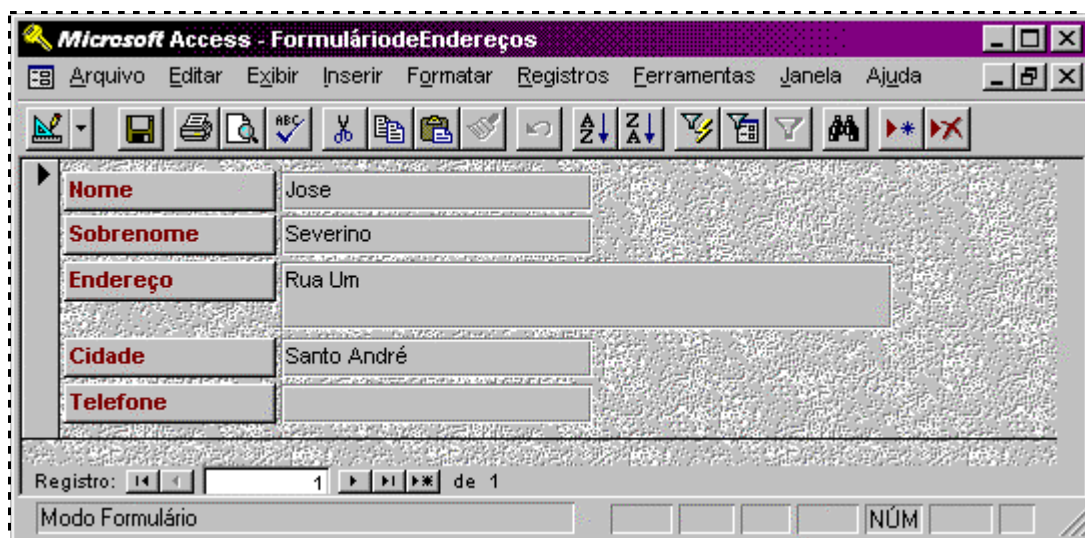 Microsoft Access - FormuláriodeEndereços
Arquivo Editar Exibir Inserir Formatar Registros Ferramentas Janela Ajuda
ABC A Z Z A
Nome Jose
Sobrenome Severino
Endereço Rua Um
Cidade Santo André
Telefone
Registro: 1 de 1
Modo Formulário NÚM